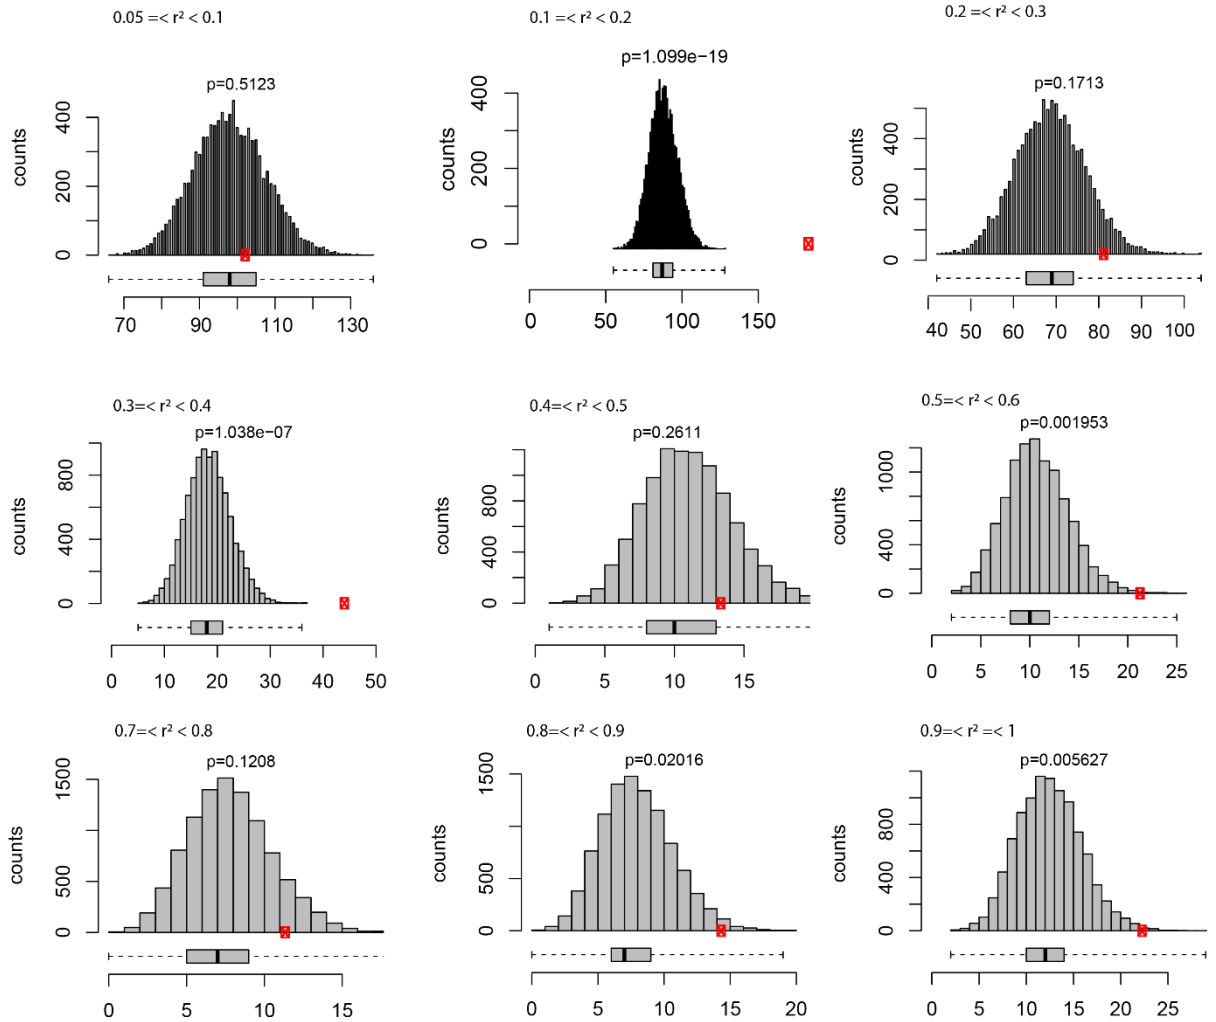 0.05 =< r² < 0.1
p=0.5123
counts
0 200 400
70 90 110 130
0.1 =< r² < 0.2
p=1.099e−19
counts
0 200 400
0 50 100 150
0.2 =< r² < 0.3
p=0.1713
counts
0 200 400
40 50 60 70 80 90 100
0.3=< r² < 0.4
p=1.038e−07
counts
0 400 800
0 10 20 30 40 50
0.4=< r² < 0.5
p=0.2611
counts
0 400 800
0 5 10 15
0.5=< r² < 0.6
p=0.001953
counts
0 400 1000
0 5 10 15 20 25
0.7=< r² < 0.8
p=0.1208
counts
0 500 1500
0 5 10 15
0.8=< r² < 0.9
p=0.02016
counts
0 500 1500
0 5 10 15 20
0.9=< r² =< 1
p=0.005627
counts
0 400 800
0 5 10 15 20 25